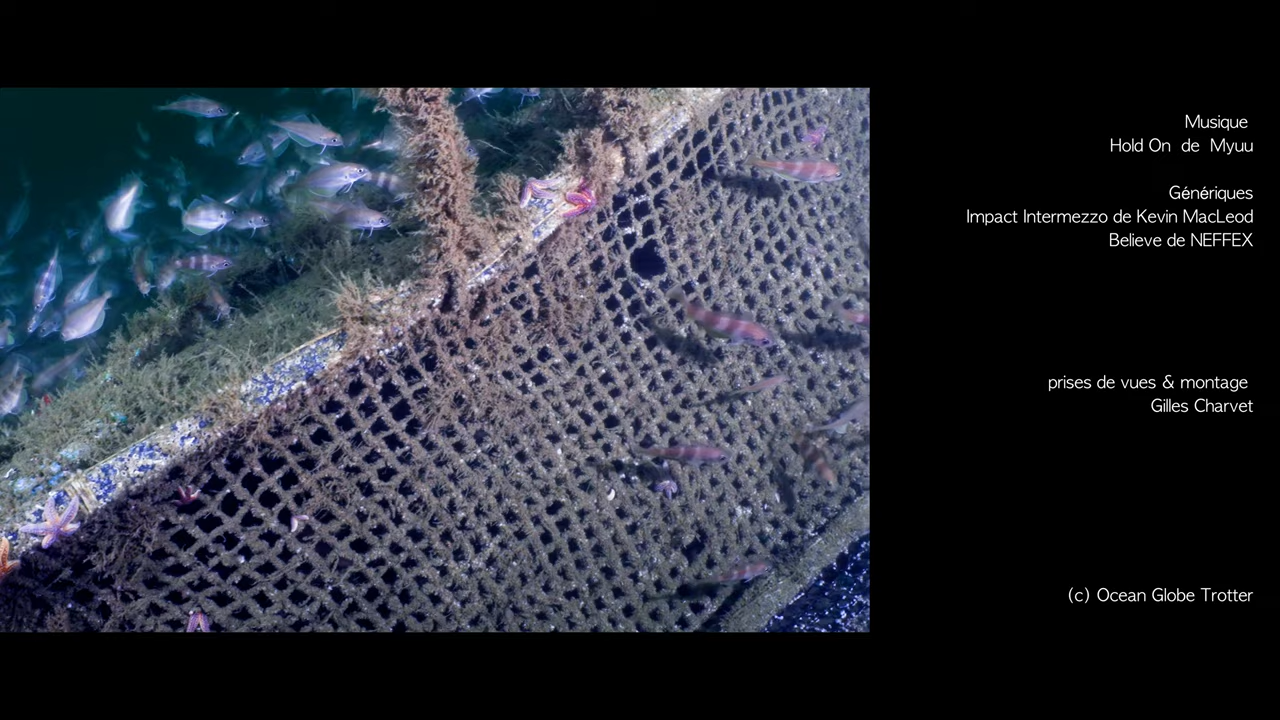 Musique
Hold On de Myuu
Génériques
Impact Intermezzo de Kevin MacLeod
Believe de NEFFEX
prises de vues & montage
Gilles Charvet
(c) Ocean Globe Trotter